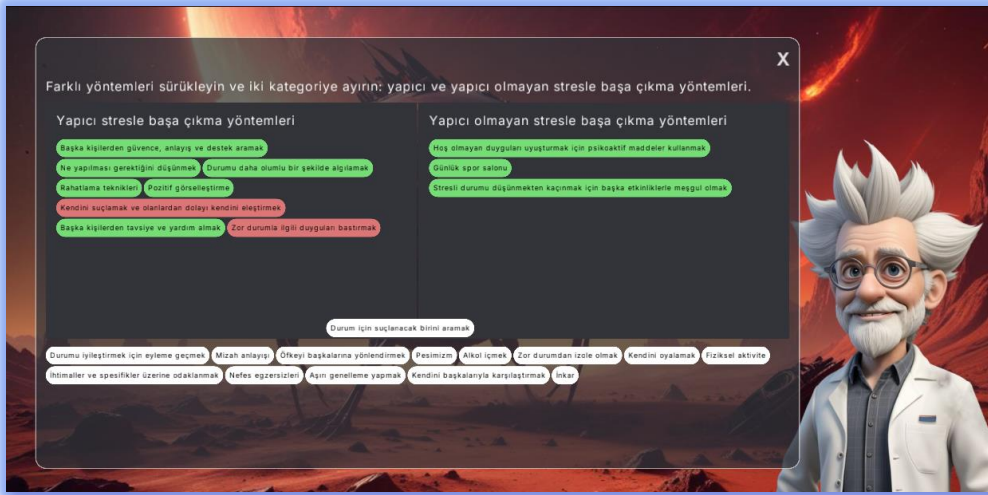 X
Farklı yöntemleri sürükleyin ve iki kategoriye ayırın: yapıcı ve yapıcı olmayan stresle başa çıkma yöntemleri.
Yapıcı stresle başa çıkma yöntemleri
Başka kişilerden güvence, anlayış ve destek aramak
Ne yapılması gerektiğini düşünmek Durumu daha olumlu bir şekilde algılamak
Rahatlama teknikleri Pozitif görselleştirme
Kendini suçlamak ve olanlardan dolayı kendini eleştirmek
Başka kişilerden tavsiye ve yardım almak Zor durumla ilgili duyguları bastırmak
Yapıcı olmayan stresle başa çıkma yöntemleri
Hoş olmayan duyguları uyuşturmak için psikoaktif maddeler kullanmak
Günlük spor salonu
Stresli durumu düşünmekten kaçınmak için başka etkinliklerle meşgul olmak
Durum için suçlanacak birini aramak
Durumu iyileştirmek için eyleme geçmek Mizah anlayışı Öfkeyi başkalarına yönlendirmek Pesimizm Alkol içmek Zor durumdan izole olmak Kendini oyalamak Fiziksel aktivite
İhtimaller ve spesifikler üzerine odaklanmak Nefes egzersizleri Aşırı genelleme yapmak Kendini başkalarıyla karşılaştırmak İnkar